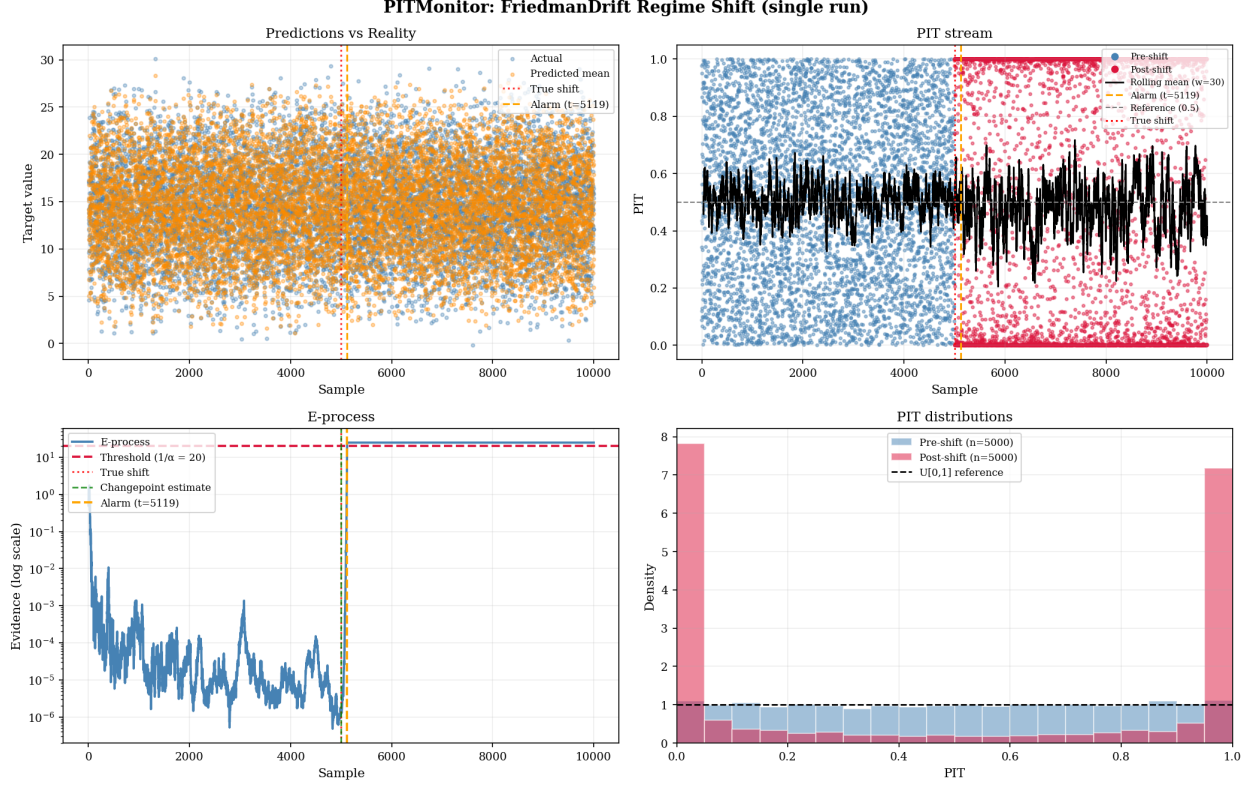 PITMonitor: FriedmanDrift Regime Shift (single run)
Predictions vs Reality
Actual
Predicted mean
True shift
Alarm (t=5119)
30
25
20
15
10
5
0
Target value
0
2000
4000
6000
8000
10000
Sample
PIT stream
Pre-shift
Post-shift
Rolling mean (w=30)
Alarm (t=5119)
Reference (0.5)
True shift
1.0
0.8
0.6
0.4
0.2
0.0
PIT
0
2000
4000
6000
8000
10000
Sample
E-process
E-process
Threshold (1/α = 20)
True shift
Changepoint estimate
Alarm (t=5119)
10¹
10⁰
10⁻¹
10⁻²
10⁻³
10⁻⁴
10⁻⁵
10⁻⁶
Evidence (log scale)
0
2000
4000
6000
8000
10000
Sample
PIT distributions
Pre-shift (n=5000)
Post-shift (n=5000)
U[0,1] reference
8
7
6
5
4
3
2
1
0
Density
0.0
0.2
0.4
0.6
0.8
1.0
PIT